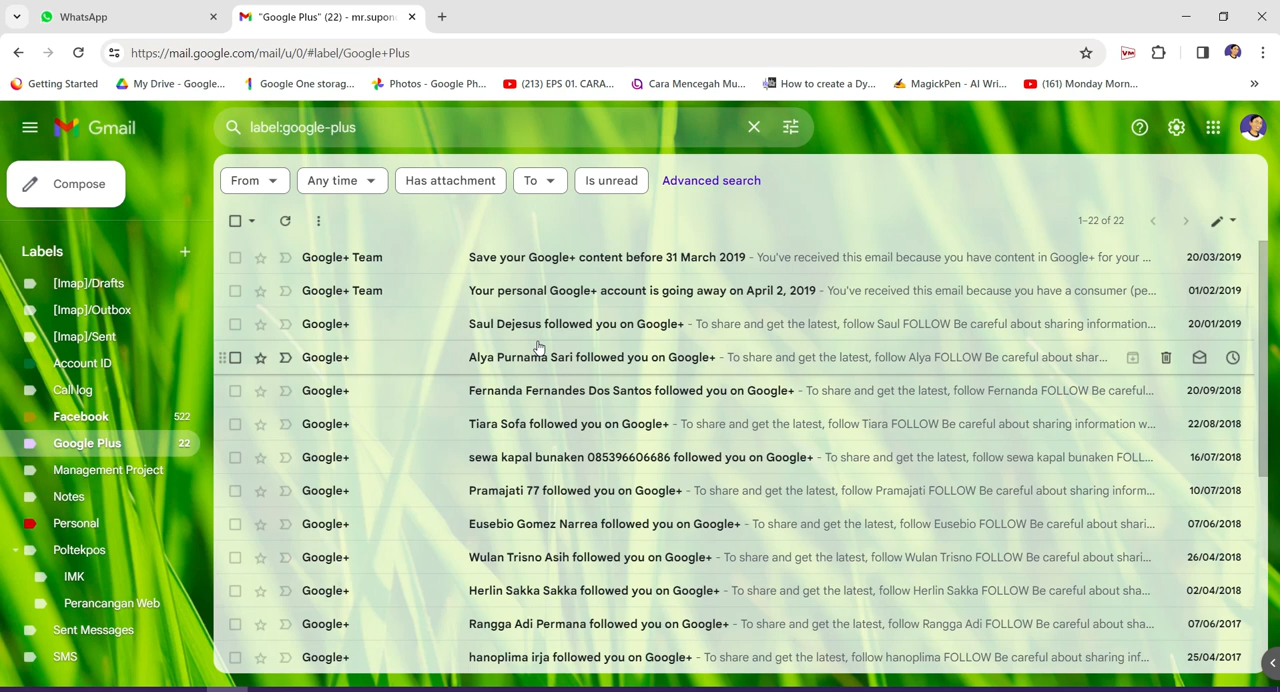 WhatsApp
"Google Plus" (22) - mr.supono
https://mail.google.com/mail/u/0/#label/Google+Plus
VM
Getting Started
My Drive - Google...
Google One storag...
Photos - Google Ph...
(213) EPS 01. CARA...
Cara Mencegah Mu...
How to create a Dy...
MagickPen - AI Wri...
(161) Monday Morn...
Gmail
label:google-plus
Compose
From
Any time
Has attachment
To
Is unread
Advanced search
1–22 of 22
Labels
[Imap]/Drafts
[Imap]/Outbox
[Imap]/Sent
Account ID
Call log
Facebook 522
Google Plus 22
Management Project
Notes
Personal
Poltekpos
IMK
Perancangan Web
Sent Messages
SMS
Google+ Team Save your Google+ content before 31 March 2019 - You've received this email because you have content in Google+ for your ... 20/03/2019
Google+ Team Your personal Google+ account is going away on April 2, 2019 - You've received this email because you have a consumer (pe... 01/02/2019
Google+ Saul Dejesus followed you on Google+ - To share and get the latest, follow Saul FOLLOW Be careful about sharing information... 20/01/2019
Google+ Alya Purnama Sari followed you on Google+ - To share and get the latest, follow Alya FOLLOW Be careful about shar...
Google+ Fernanda Fernandes Dos Santos followed you on Google+ - To share and get the latest, follow Fernanda FOLLOW Be careful... 20/09/2018
Google+ Tiara Sofa followed you on Google+ - To share and get the latest, follow Tiara FOLLOW Be careful about sharing information w... 22/08/2018
Google+ sewa kapal bunaken 085396606686 followed you on Google+ - To share and get the latest, follow sewa kapal bunaken FOLL... 16/07/2018
Google+ Pramajati 77 followed you on Google+ - To share and get the latest, follow Pramajati FOLLOW Be careful about sharing inform... 10/07/2018
Google+ Eusebio Gomez Narrea followed you on Google+ - To share and get the latest, follow Eusebio FOLLOW Be careful about shari... 07/06/2018
Google+ Wulan Trisno Asih followed you on Google+ - To share and get the latest, follow Wulan Trisno FOLLOW Be careful about shari... 26/04/2018
Google+ Herlin Sakka Sakka followed you on Google+ - To share and get the latest, follow Herlin Sakka FOLLOW Be careful about sha... 02/04/2018
Google+ Rangga Adi Permana followed you on Google+ - To share and get the latest, follow Rangga Adi FOLLOW Be careful about sha... 07/06/2017
Google+ hanoplima irja followed you on Google+ - To share and get the latest, follow hanoplima FOLLOW Be careful about sharing inf... 25/04/2017